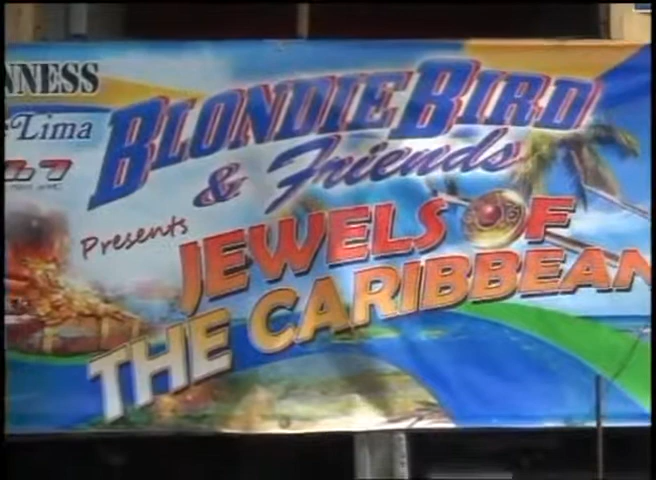 NNESS
Lima
BLONDIE BIRD
& Friends
Presents
JEWELS OF
THE CARIBBEAN